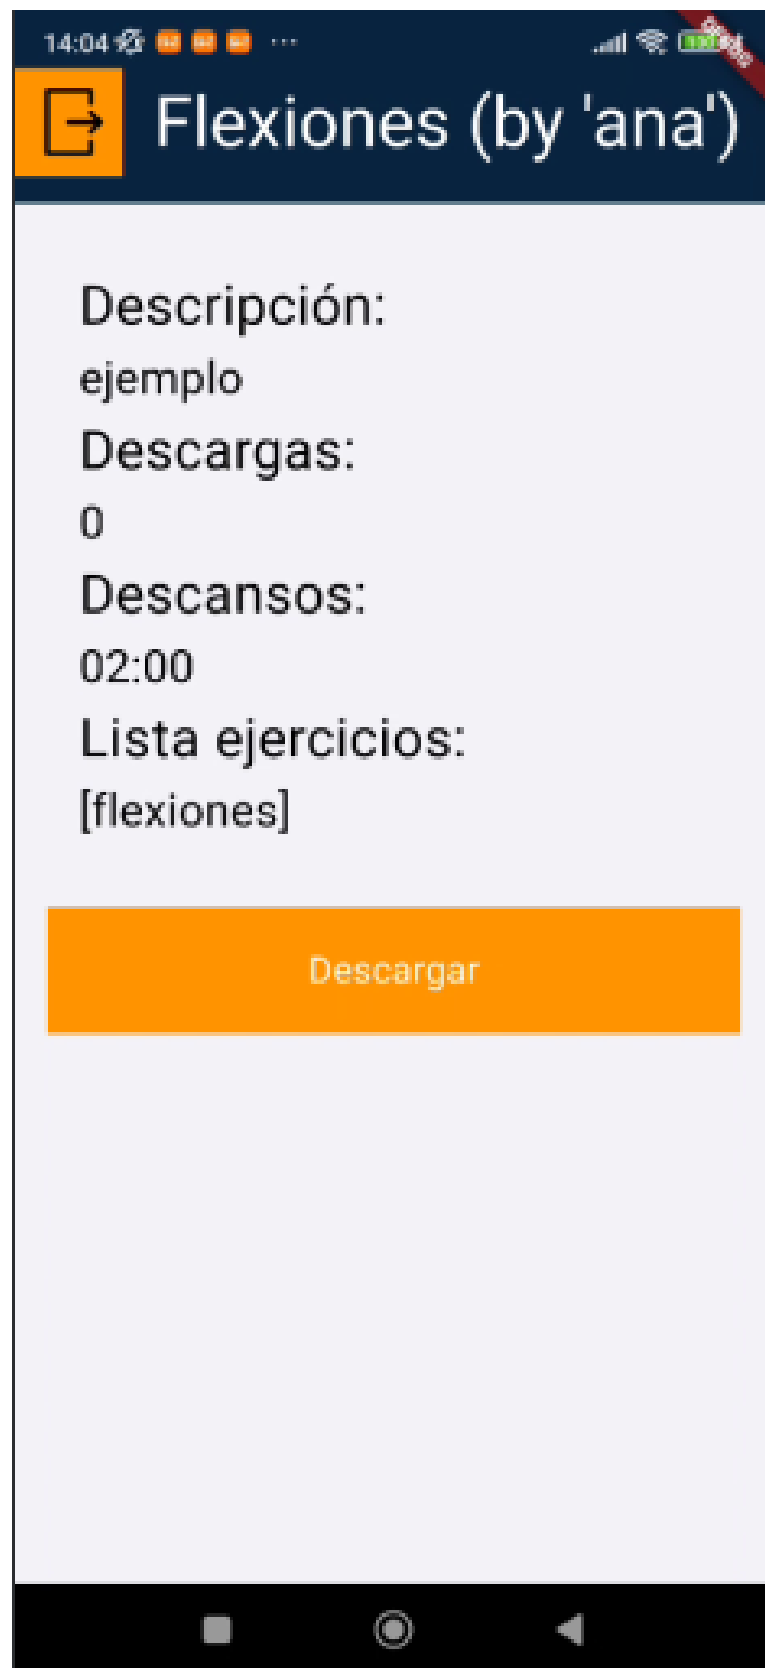 14:04
Flexiones (by 'ana')
Descripción:
ejemplo
Descargas:
0
Descansos:
02:00
Lista ejercicios:
[flexiones]
Descargar